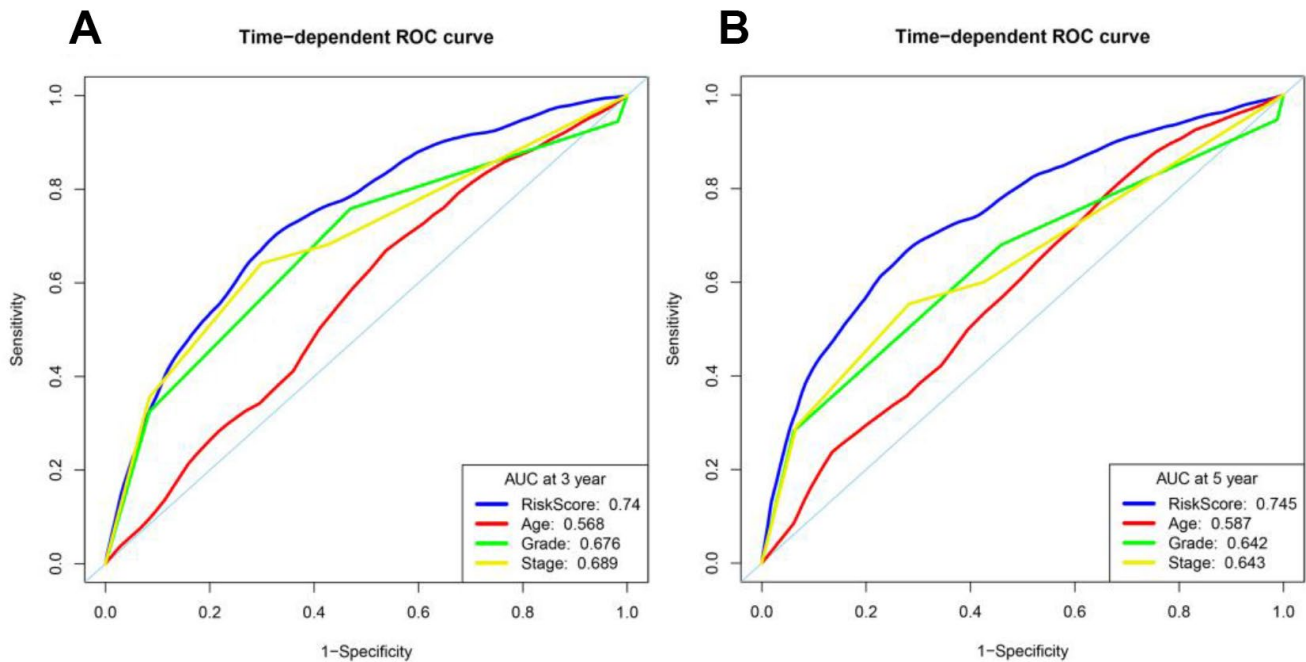 A
Time-dependent ROC curve
Sensitivity
1.0
0.8
0.6
0.4
0.2
0.0
AUC at 3 year
RiskScore: 0.74
Age: 0.568
Grade: 0.676
Stage: 0.689
0.0 0.2 0.4 0.6 0.8 1.0
1-Specificity
B
Time-dependent ROC curve
Sensitivity
1.0
0.8
0.6
0.4
0.2
0.0
AUC at 5 year
RiskScore: 0.745
Age: 0.587
Grade: 0.642
Stage: 0.643
0.0 0.2 0.4 0.6 0.8 1.0
1-Specificity